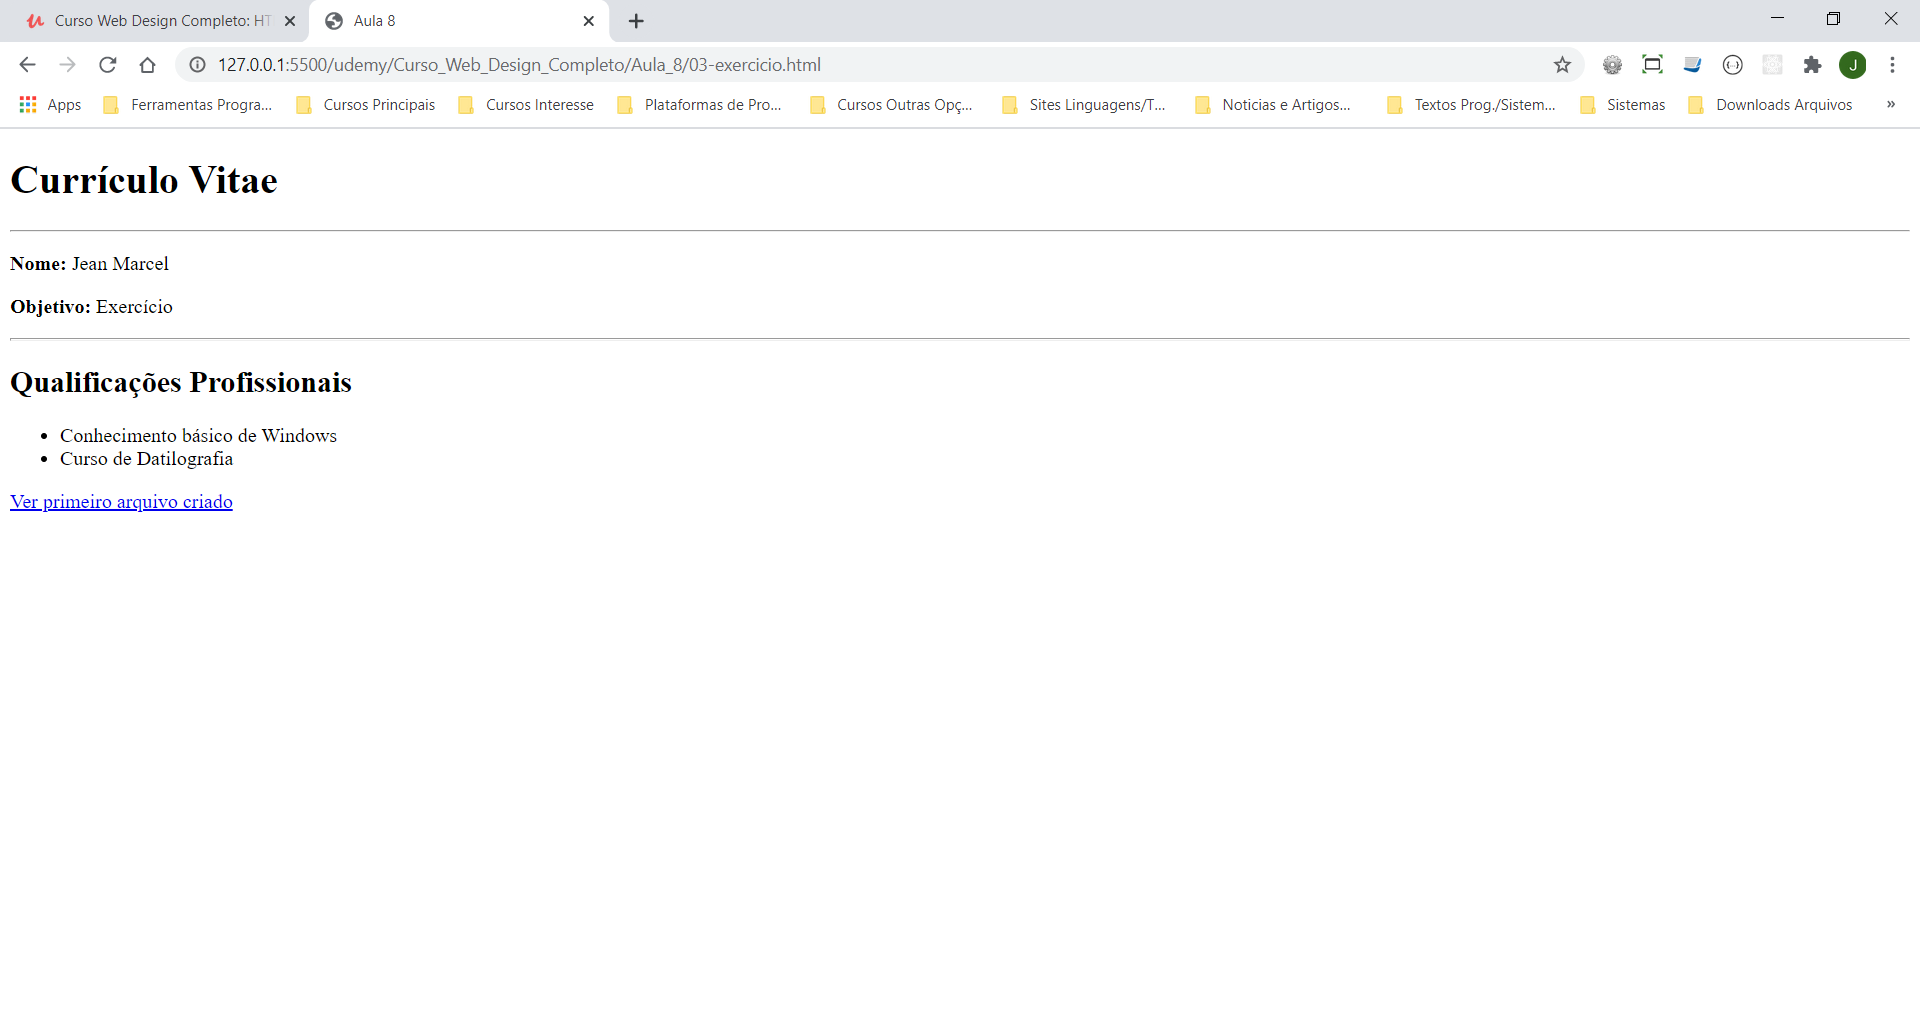 Curso Web Design Completo: HT
Aula 8
127.0.0.1:5500/udemy/Curso_Web_Design_Completo/Aula_8/03-exercicio.html
J
Apps
Ferramentas Progra...
Cursos Principais
Cursos Interesse
Plataformas de Pro...
Cursos Outras Opç...
Sites Linguagens/T...
Noticias e Artigos...
Textos Prog./Sistem...
Sistemas
Downloads Arquivos
»
Currículo Vitae
Nome: Jean Marcel
Objetivo: Exercício
Qualificações Profissionais
• Conhecimento básico de Windows
• Curso de Datilografia
Ver primeiro arquivo criado